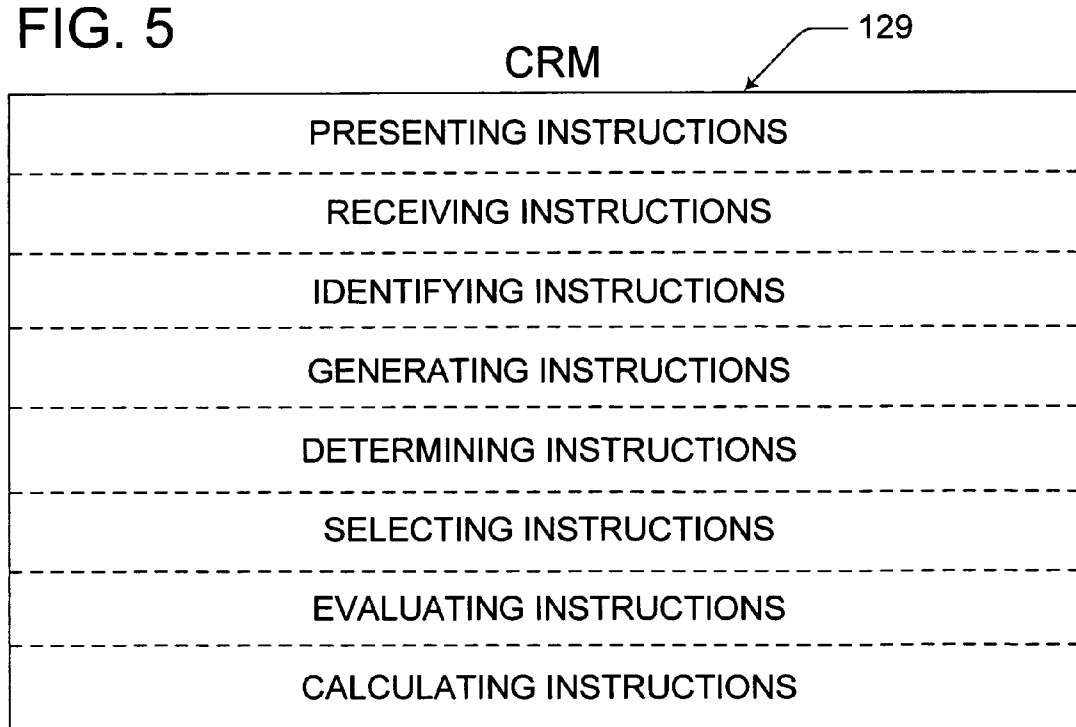 FIG. 5
129
CRM
PRESENTING INSTRUCTIONS
RECEIVING INSTRUCTIONS
IDENTIFYING INSTRUCTIONS
GENERATING INSTRUCTIONS
DETERMINING INSTRUCTIONS
SELECTING INSTRUCTIONS
EVALUATING INSTRUCTIONS
CALCULATING INSTRUCTIONS